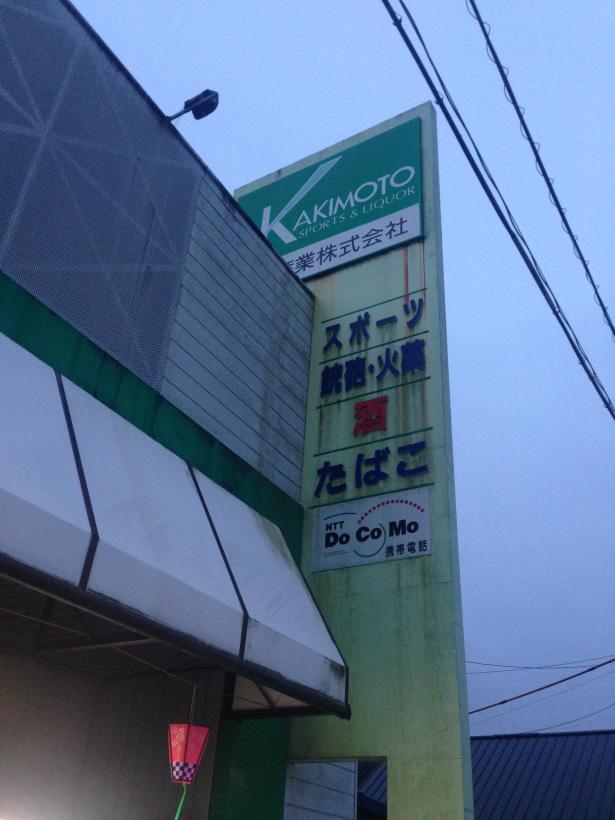 KAKIMOTO
SPORTS & LIQUOR
産業株式会社
スポーツ
銃砲・火薬
酒
たばこ
NTT
DoCoMo
携帯電話